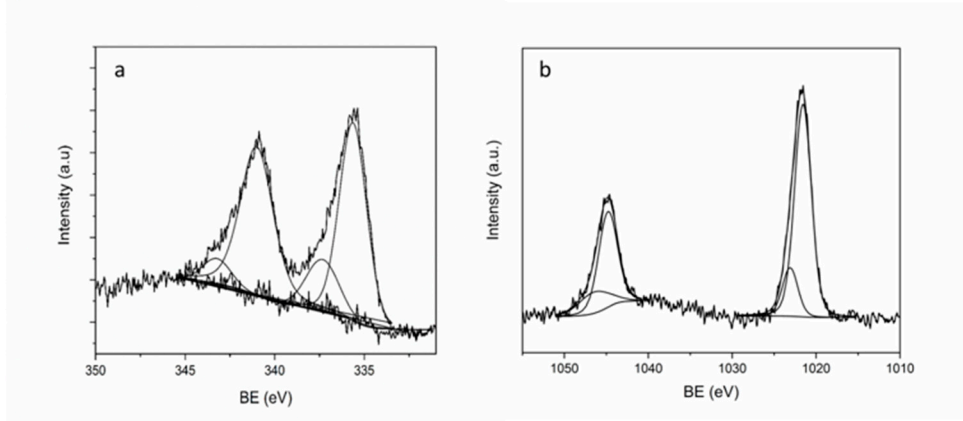 a
Intensity (a.u)
350 345 340 335
BE (eV)
b
Intensity (a.u.)
1050 1040 1030 1020 1010
BE (eV)